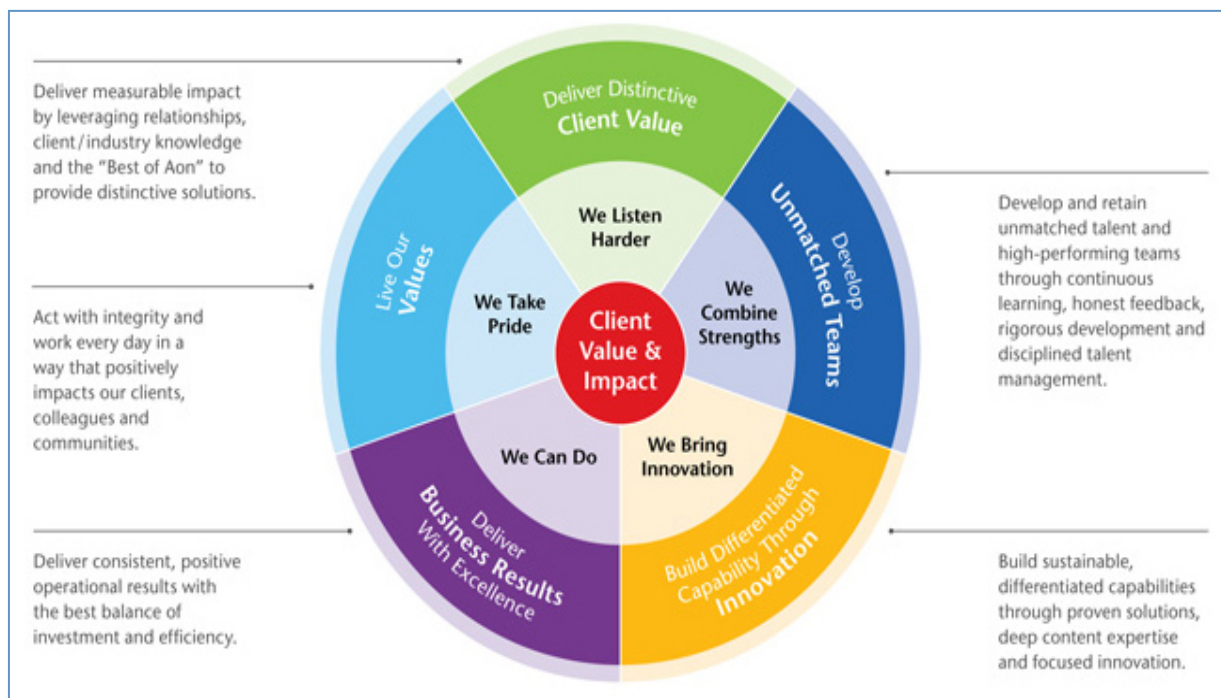 Deliver measurable impact
by leveraging relationships,
client/industry knowledge
and the “Best of Aon” to
provide distinctive solutions.
Act with integrity and
work every day in a
way that positively
impacts our clients,
colleagues and
communities.
Deliver consistent, positive
operational results with
the best balance of
investment and efficiency.
Deliver Distinctive
Client Value
We Listen
Harder
Live Our
Values
We Take
Pride
Client
Value &
Impact
We
Combine
Strengths
Develop
Unmatched Teams
We Can Do
We Bring
Innovation
Deliver
Business Results
With Excellence
Build Differentiated
Capability Through
Innovation
Develop and retain
unmatched talent and
high-performing teams
through continuous
learning, honest feedback,
rigorous development and
disciplined talent
management.
Build sustainable,
differentiated capabilities
through proven solutions,
deep content expertise
and focused innovation.